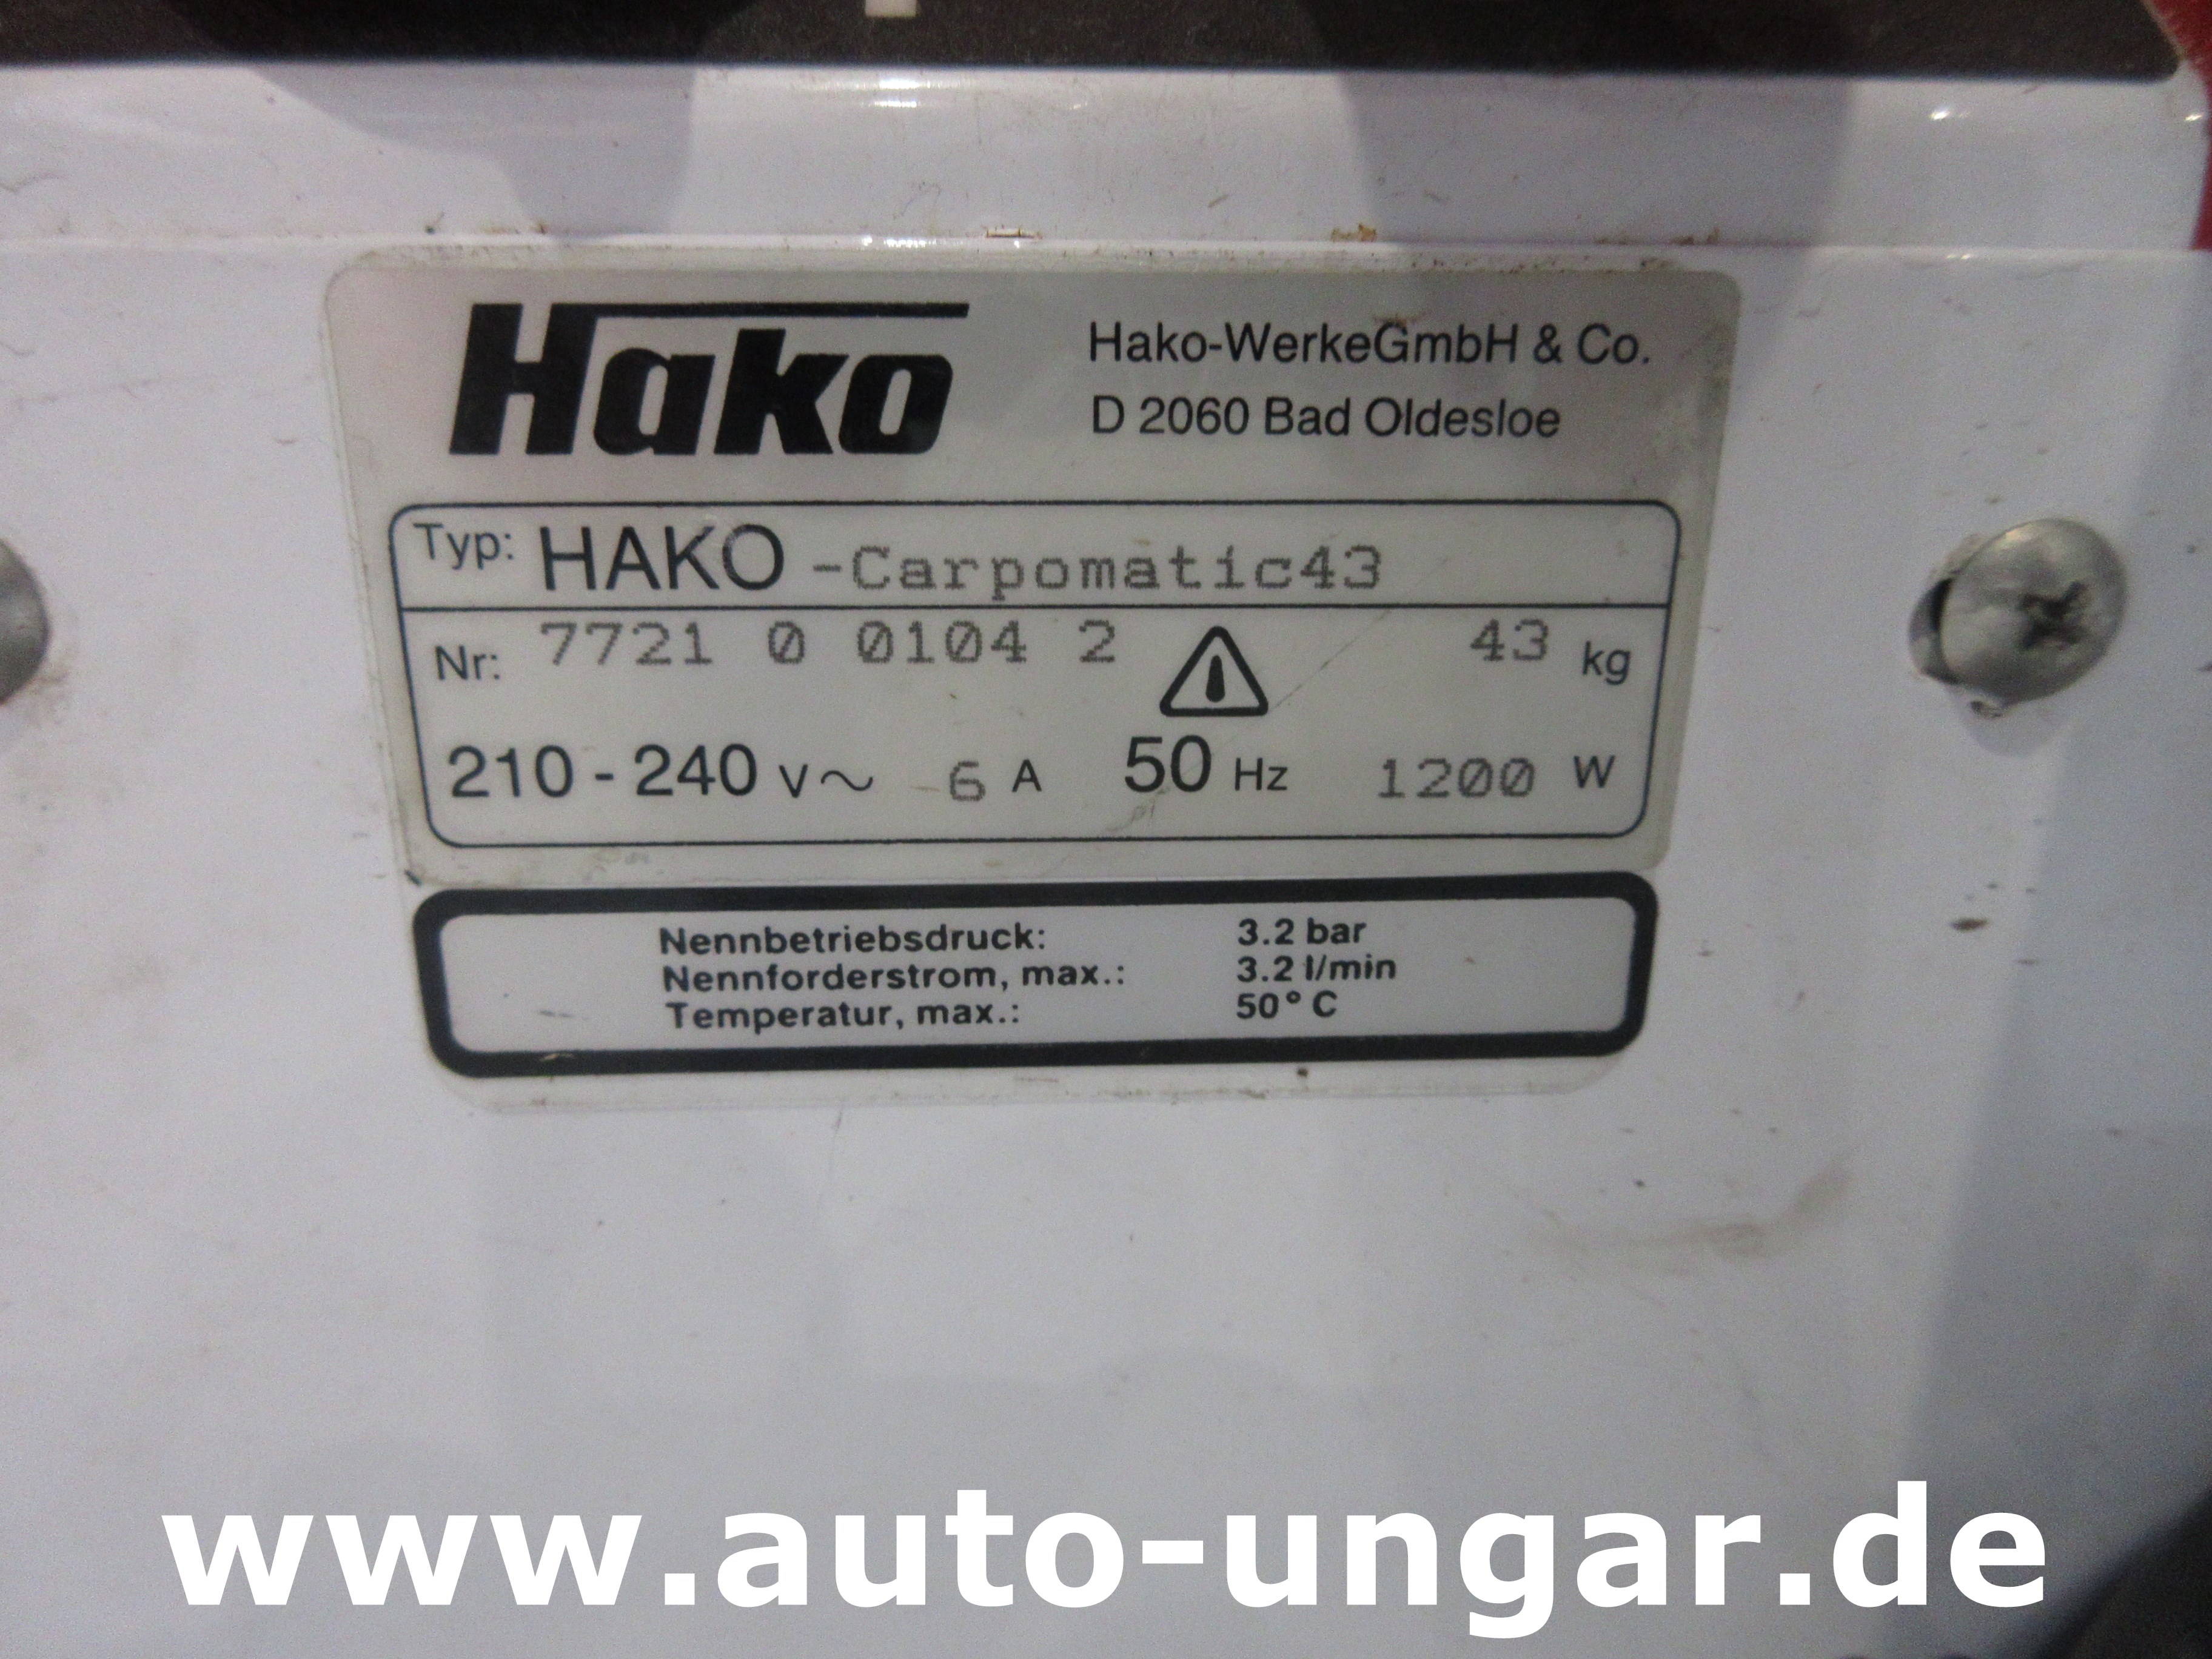 Hako
Hako-WerkeGmbH & Co.
D 2060 Bad Oldesloe
Typ: HAKO -Carpomatic43
Nr: 7721 0 0104 2 43 kg
210 - 240 V~ 6 A 50 Hz 1200 W
Nennbetriebsdruck: 3.2 bar
Nennforderstrom, max.: 3.2 l/min
Temperatur, max.: 50° C
www.auto-ungar.de